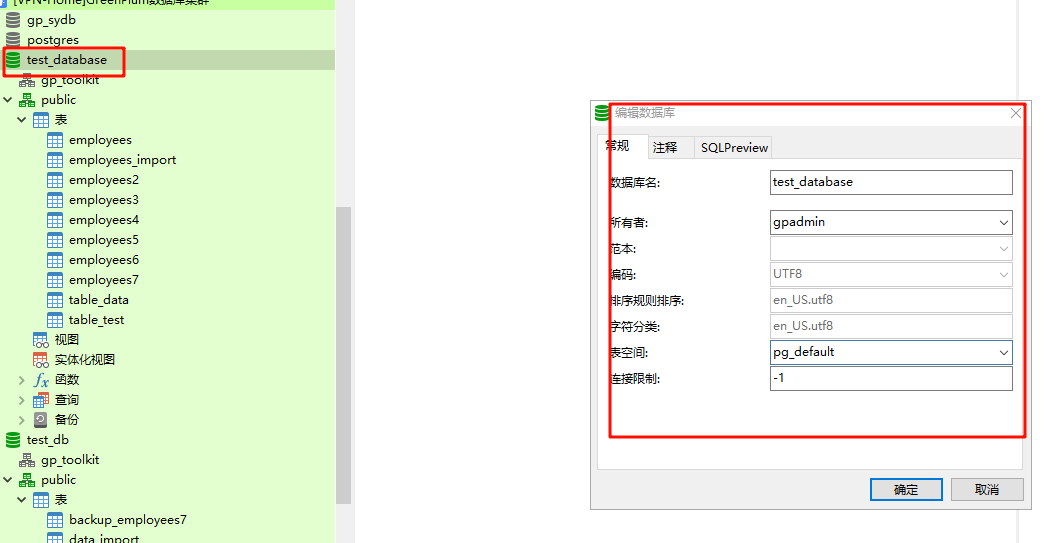 [VPN-Home]GreenPlum数据库集群
gp_sydb
postgres
test_database
gp_toolkit
public
表
employees
employees_import
employees2
employees3
employees4
employees5
employees6
employees7
table_data
table_test
视图
实体化视图
fx 函数
查询
备份
test_db
gp_toolkit
public
表
backup_employees7
data_import
编辑数据库
常规 注释 SQLPreview
数据库名: test_database
所有者: gpadmin
范本:
编码: UTF8
排序规则排序: en_US.utf8
字符分类: en_US.utf8
表空间: pg_default
连接限制: -1
确定 取消